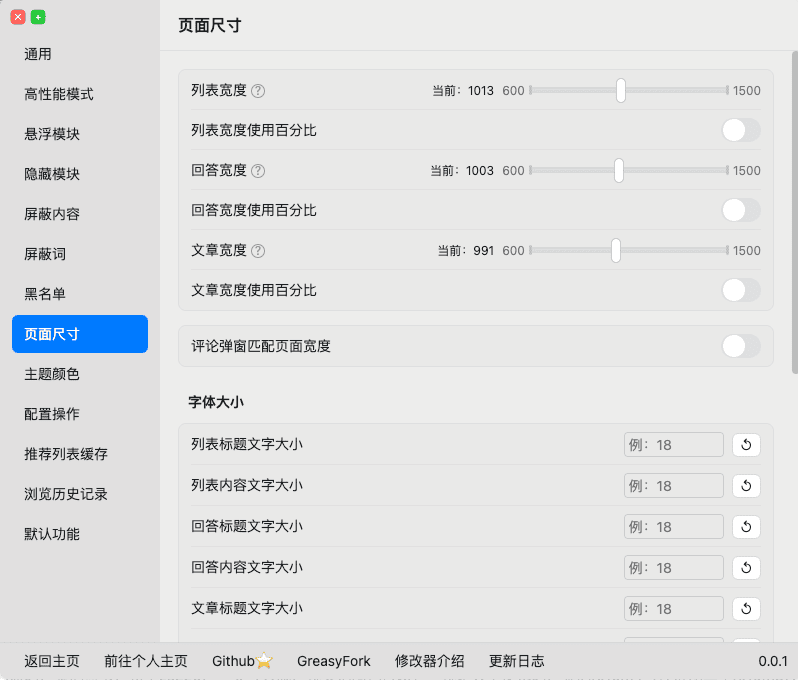 页面尺寸
通用
高性能模式
悬浮模块
隐藏模块
屏蔽内容
屏蔽词
黑名单
页面尺寸
主题颜色
配置操作
推荐列表缓存
浏览历史记录
默认功能
列表宽度 ? 当前：1013 600 1500
列表宽度使用百分比
回答宽度 ? 当前：1003 600 1500
回答宽度使用百分比
文章宽度 ? 当前：991 600 1500
文章宽度使用百分比
评论弹窗匹配页面宽度
字体大小
列表标题文字大小 例：18
列表内容文字大小 例：18
回答标题文字大小 例：18
回答内容文字大小 例：18
文章标题文字大小 例：18
返回主页 前往个人主页 Github⭐ GreasyFork 修改器介绍 更新日志 0.0.1